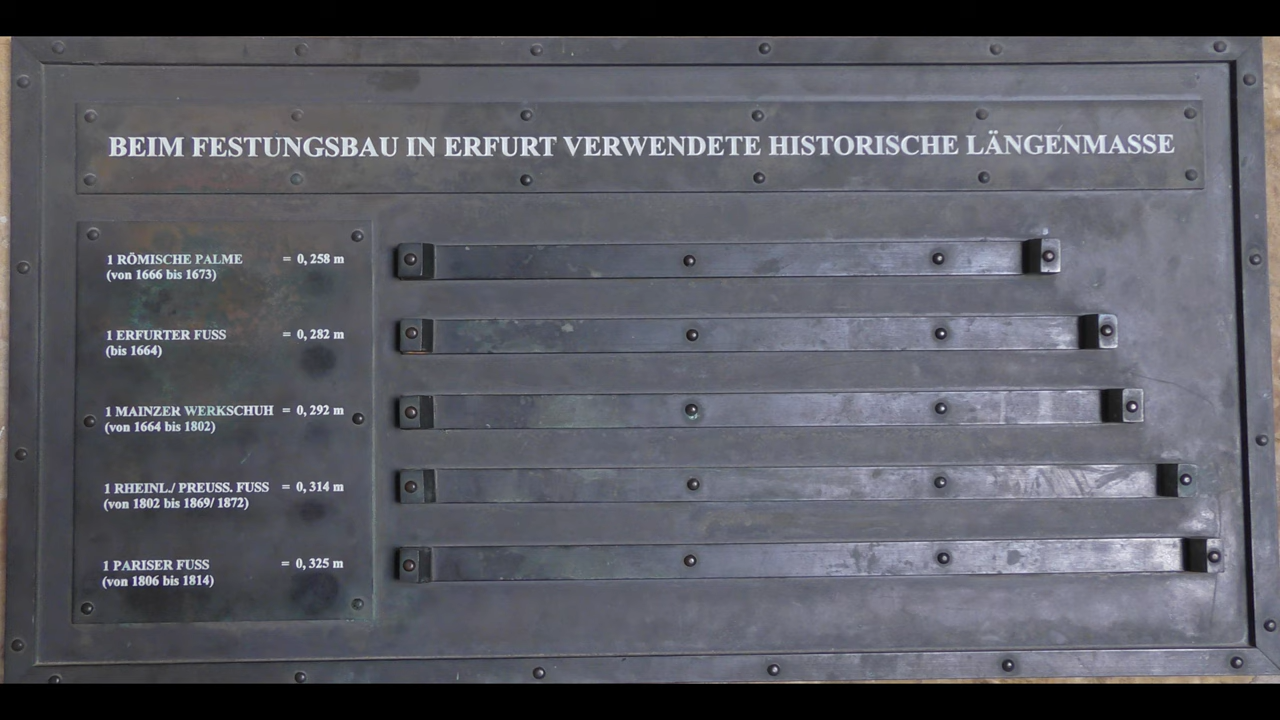 BEIM FESTUNGSBAU IN ERFURT VERWENDETE HISTORISCHE LÄNGENMASSE
1 RÖMISCHE PALME = 0, 258 m
(von 1666 bis 1673)
1 ERFURTER FUSS = 0, 282 m
(bis 1664)
1 MAINZER WERKSCHUH = 0, 292 m
(von 1664 bis 1802)
1 RHEINL./ PREUSS. FUSS = 0, 314 m
(von 1802 bis 1869/ 1872)
1 PARISER FUSS = 0, 325 m
(von 1806 bis 1814)